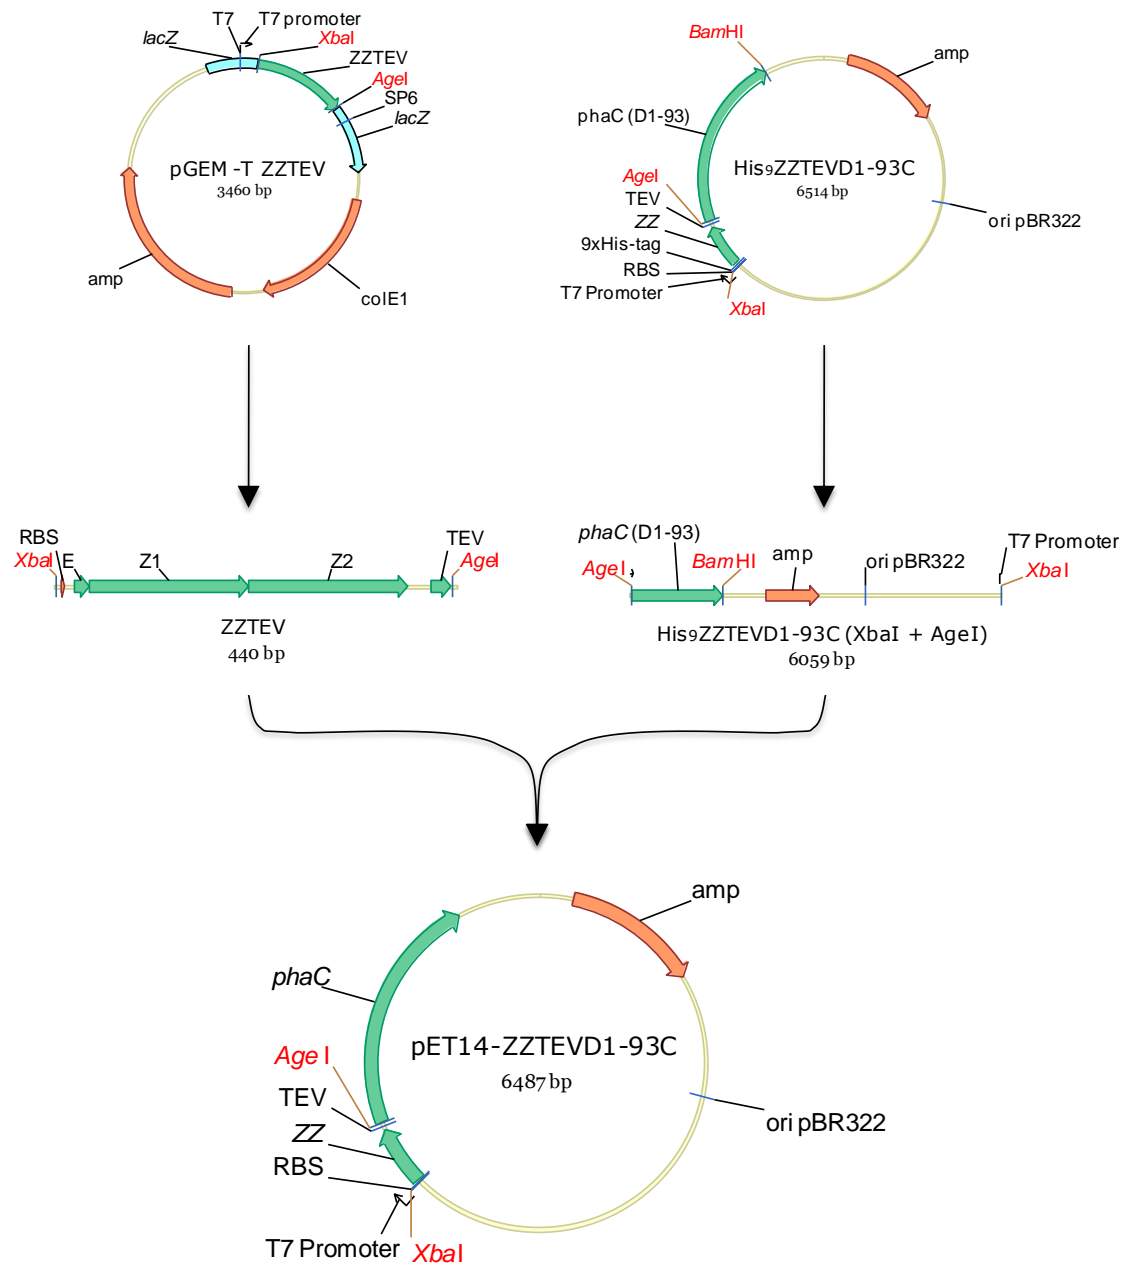 T7
T7 promoter
lacZ
XbaI
ZZTEV
AgeI
SP6
lacZ
pGEM -T ZZTEV
3460 bp
amp
colE1
BamHI
amp
phaC (D1-93)
His9ZZTEVD1-93C
6514 bp
AgeI
TEV
ZZ
9xHis-tag
RBS
T7 Promoter
XbaI
ori pBR322
RBS
XbaI
E
Z1
Z2
TEV
AgeI
ZZTEV
440 bp
phaC (D1-93)
AgeI
BamHI
amp
ori pBR322
T7 Promoter
XbaI
His9ZZTEVD1-93C (XbaI + AgeI)
6059 bp
amp
phaC
pET14-ZZTEVD1-93C
6487 bp
Age I
TEV
ZZ
RBS
T7 Promoter
XbaI
ori pBR322